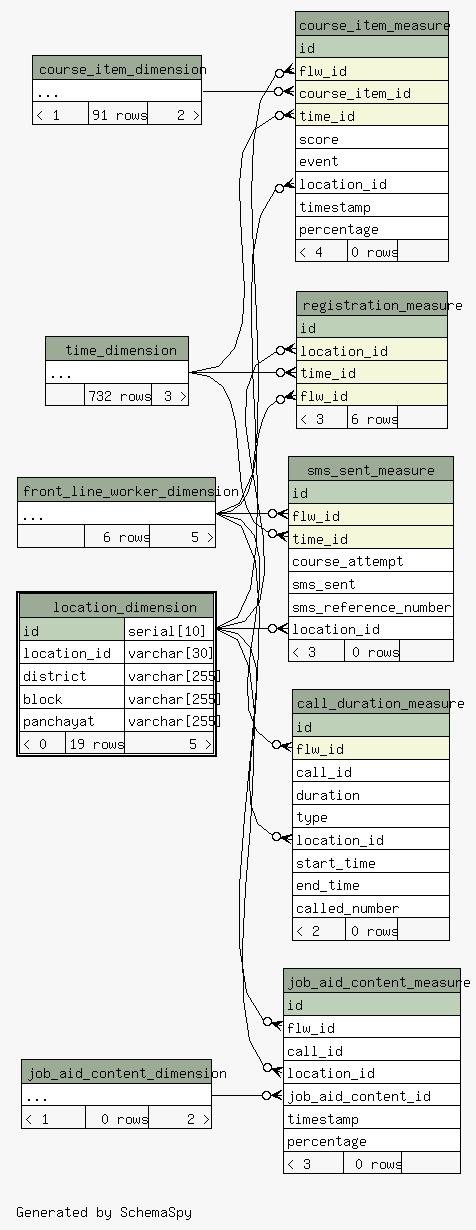 course_item_measure
id
flw_id
course_item_id
time_id
score
event
location_id
timestamp
percentage
< 4 0 rows
course_item_dimension
...
< 1 91 rows 2 >
registration_measure
id
location_id
time_id
flw_id
< 3 6 rows
time_dimension
...
732 rows 3 >
sms_sent_measure
id
flw_id
time_id
course_attempt
sms_sent
sms_reference_number
location_id
< 3 0 rows
front_line_worker_dimension
...
6 rows 5 >
location_dimension
id serial[10]
location_id varchar[30]
district varchar[255]
block varchar[255]
panchayat varchar[255]
< 0 19 rows 5 >
call_duration_measure
id
flw_id
call_id
duration
type
location_id
start_time
end_time
called_number
< 2 0 rows
job_aid_content_measure
id
flw_id
call_id
location_id
job_aid_content_id
timestamp
percentage
< 3 0 rows
job_aid_content_dimension
...
< 1 0 rows 2 >
Generated by SchemaSpy